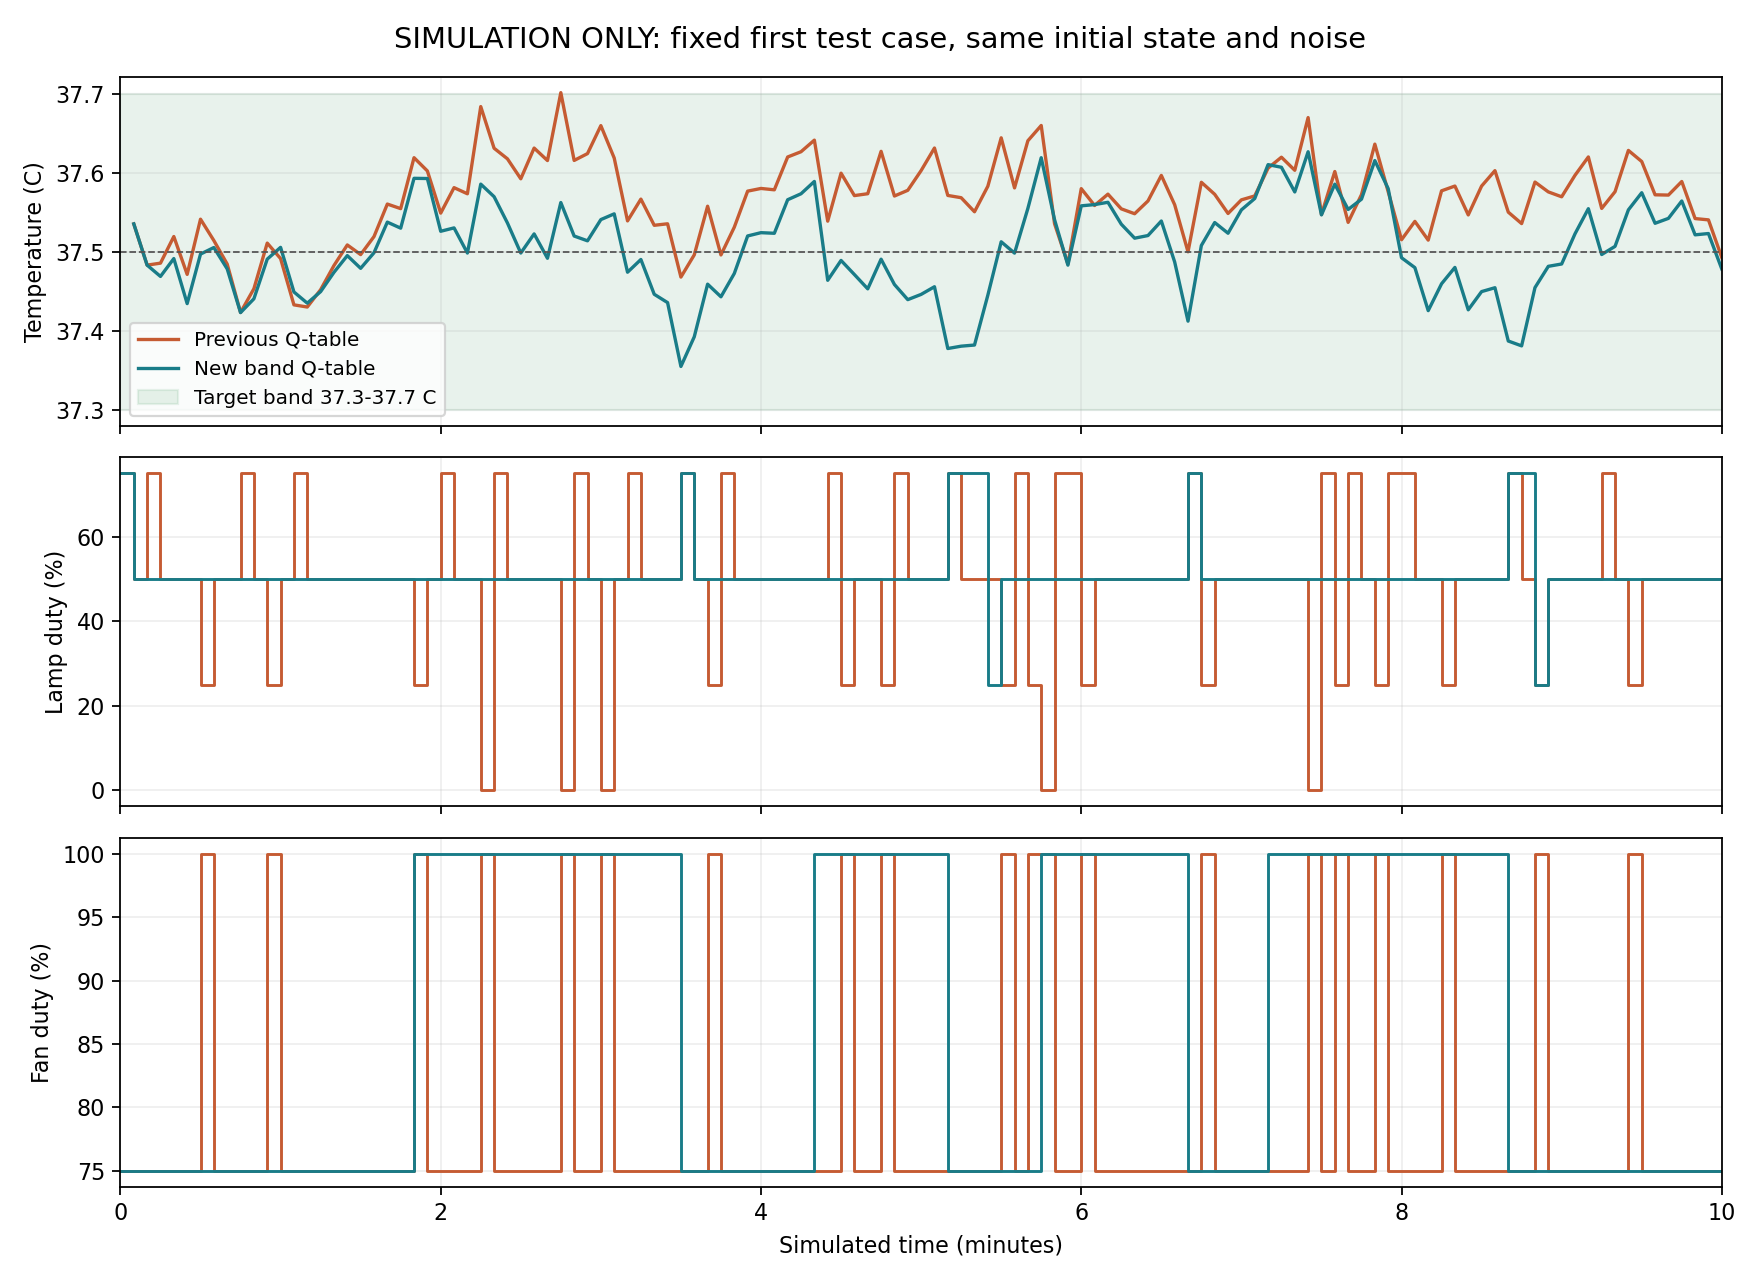 SIMULATION ONLY: fixed first test case, same initial state and noise
Temperature (C)
37.7
37.6
37.5
37.4
37.3
Previous Q-table
New band Q-table
Target band 37.3-37.7 C
Lamp duty (%)
60
40
20
0
Fan duty (%)
100
95
90
85
80
75
0 2 4 6 8 10
Simulated time (minutes)